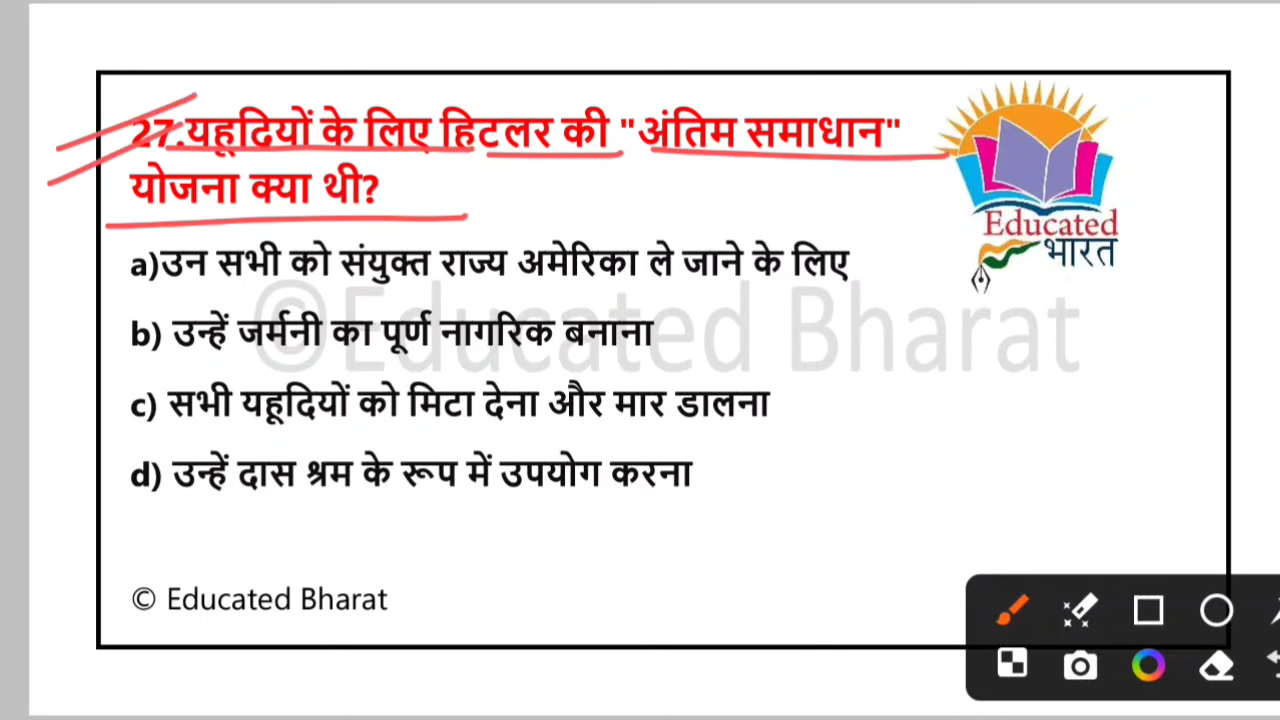 27.यहूदियों के लिए हिटलर की "अंतिम समाधान"
योजना क्या थी?
Educated
भारत
a)उन सभी को संयुक्त राज्य अमेरिका ले जाने के लिए
©Educated Bharat
b) उन्हें जर्मनी का पूर्ण नागरिक बनाना
c) सभी यहूदियों को मिटा देना और मार डालना
d) उन्हें दास श्रम के रूप में उपयोग करना
© Educated Bharat